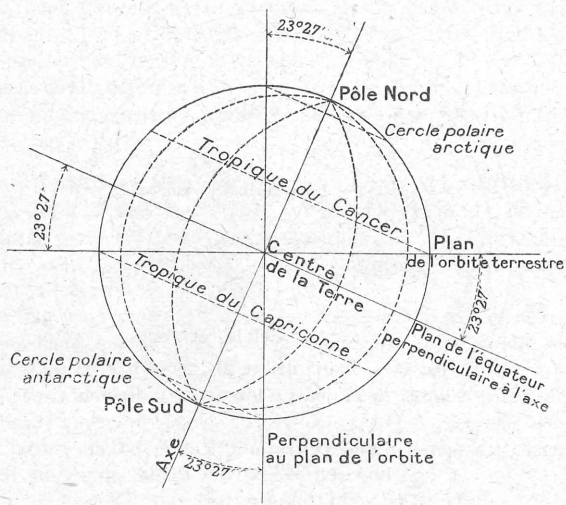 23°27'
Pôle Nord
Cercle polaire
arctique
Tropique du Cancer
23°27'
Plan
de l'orbite terrestre
Centre
de la Terre
Tropique du Capricorne
23°27'
Plan de l'équateur
perpendiculaire à l'axe
Cercle polaire
antarctique
Pôle Sud
Perpendiculaire
au plan de l'orbite
Axe
23°27'